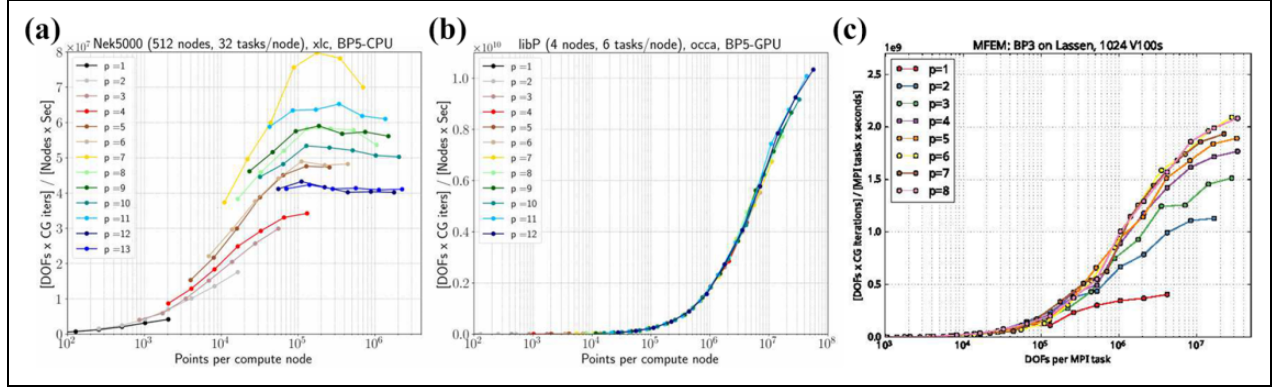 (a)
Nek5000 (512 nodes, 32 tasks/node), xlc, BP5-CPU
×10⁷
[DOFs x CG iters] / [Nodes x Sec]
8
7
6
5
4
3
2
1
0
p =1
p =2
p =3
p =4
p =5
p =6
p =7
p =8
p =9
p =10
p =11
p =12
p =13
10² 10³ 10⁴ 10⁵ 10⁶
Points per compute node
(b)
libP (4 nodes, 6 tasks/node), occa, BP5-GPU
×10¹⁰
[DOFs x CG iters] / [Nodes x Sec]
1.0
0.8
0.6
0.4
0.2
0.0
p =1
p =2
p =3
p =4
p =5
p =6
p =7
p =8
p =9
p =10
p =11
p =12
10² 10³ 10⁴ 10⁵ 10⁶ 10⁷ 10⁸
Points per compute node
(c)
MFEM: BP3 on Lassen, 1024 V100s
1e9
[DOFs x CG iterations] / [MPI tasks x seconds]
2.5
2.0
1.5
1.0
0.5
0.0
p=1
p=2
p=3
p=4
p=5
p=6
p=7
p=8
10³ 10⁴ 10⁵ 10⁶ 10⁷
DOFs per MPI task